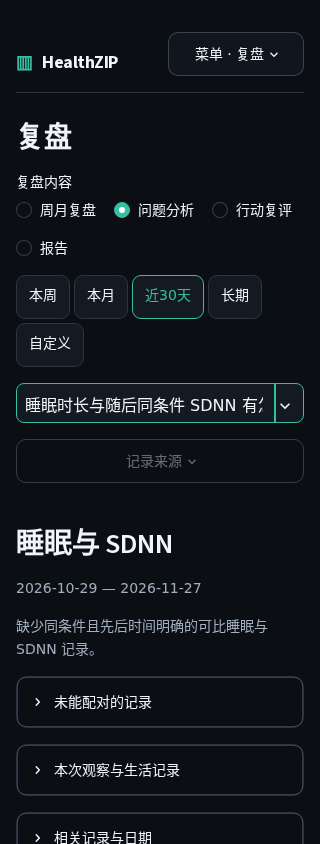 HealthZIP
菜单 · 复盘
复盘
复盘内容
周月复盘 问题分析 行动复评
报告
本周 本月 近30天 长期
自定义
睡眠时长与随后同条件 SDNN 有
记录来源
睡眠与 SDNN
2026-10-29 — 2026-11-27
缺少同条件且先后时间明确的可比睡眠与
SDNN 记录。
未能配对的记录
本次观察与生活记录
相关记录与日期